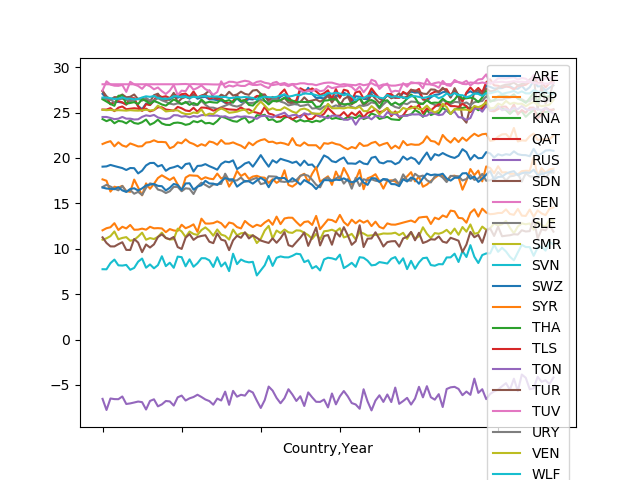 30
25
20
15
10
5
0
−5
Country,Year
ARE
ESP
KNA
QAT
RUS
SDN
SEN
SLE
SMR
SVN
SWZ
SYR
THA
TLS
TON
TUR
TUV
URY
VEN
WLF